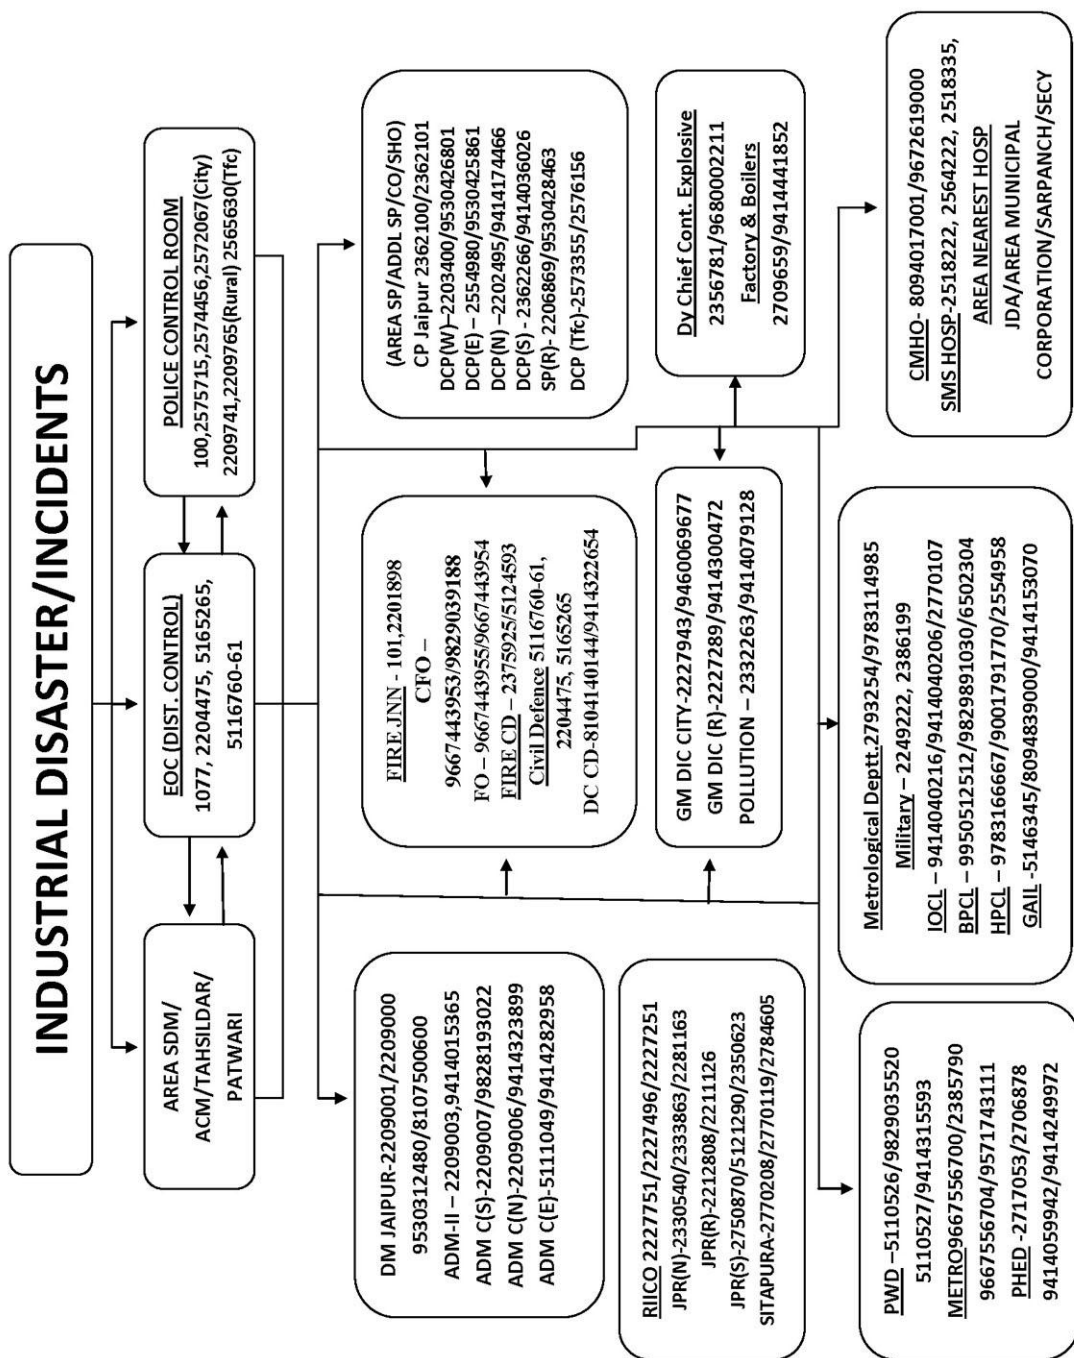 INDUSTRIAL DISASTER/INCIDENTS
AREA SDM/
ACM/TAHSILDAR/
PATWARI
EOC (DIST. CONTROL)
1077, 2204475, 5165265,
5116760-61
POLICE CONTROL ROOM
100,2575715,2574456,2572067(City)
2209741,2209765(Rural) 2565630(Tfc)
DM JAIPUR-2209001/2209000
9530312480/8107500600
ADM-II – 2209003,9414015365
ADM C(S)-2209007/9828193022
ADM C(N)-2209006/9414323899
ADM C(E)-5111049/9414282958
FIRE JNN - 101,2201898
CFO –
9667443953/9829039188
FO – 9667443955/9667443954
FIRE CD – 2375925/5124593
Civil Defence 5116760-61,
2204475, 5165265
DC CD-8104140144/9414322654
(AREA SP/ADDL SP/CO/SHO)
CP Jaipur 2362100/2362101
DCP(W)–2203400/9530426801
DCP(E) – 2554980/9530425861
DCP(N) –2202495/9414174466
DCP(S) - 2362266/9414036026
SP(R)- 2206869/9530428463
DCP (Tfc)-2573355/2576156
RIICO 2227751/22227496/2227251
JPR(N)-2330540/2333863/2281163
JPR(R)-2212808/2211126
JPR(S)-2750870/5121290/2350623
SITAPURA-2770208/2770119/2784605
GM DIC CITY-2227943/9460069677
GM DIC (R)-2227289/9414300472
POLLUTION – 2332263/9414079128
Dy Chief Cont. Explosive
2356781/9680002211
Factory & Boilers
2709659/9414441852
PWD –5110526/9829035520
5110527/9414315593
METRO9667556700/2385790
9667556704/9571743111
PHED -2717053/2706878
9414059942/9414249972
Metrological Deptt.2793254/9783114985
Military – 2249222, 2386199
IOCL – 9414040216/9414040206/2770107
BPCL – 9950512512/9829891030/6502304
HPCL – 9783166667/9001791770/2554958
GAIL -5146345/8094839000/9414153070
CMHO- 8094017001/9672619000
SMS HOSP-2518222, 2564222, 2518335,
AREA NEAREST HOSP
JDA/AREA MUNICIPAL
CORPORATION/SARPANCH/SECY